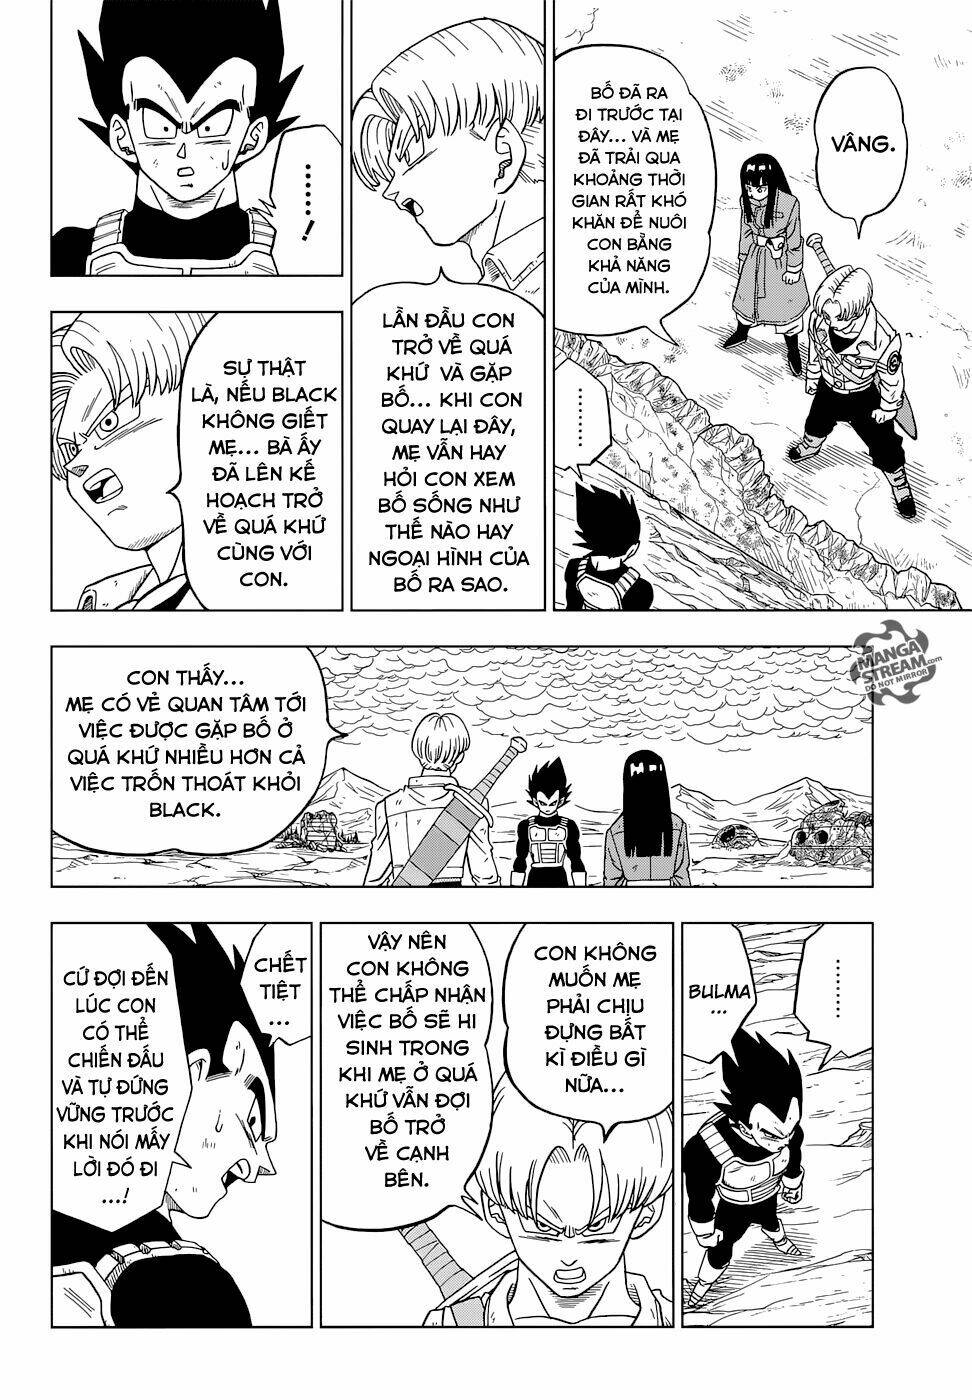 VÂNG.
BỐ ĐÃ RA
ĐI TRƯỚC TẠI
ĐÂY... VÀ MẸ
ĐÃ TRẢI QUA
KHOẢNG THỜI
GIAN RẤT KHÓ
KHĂN ĐỂ NUÔI
CON BẰNG
KHẢ NĂNG
CỦA MÌNH.
........
LẦN ĐẦU CON
TRỞ VỀ QUÁ
KHỨ VÀ GẶP
BỐ... KHI CON
QUAY LẠI ĐÂY,
MẸ VẪN HAY
HỎI CON XEM
BỐ SỐNG NHƯ
THẾ NÀO HAY
NGOẠI HÌNH CỦA
BỐ RA SAO.
......!
SỰ THẬT
LÀ, NẾU BLACK
KHÔNG GIẾT
MẸ... BÀ ẤY
ĐÃ LÊN KẾ
HOẠCH TRỞ
VỀ QUÁ KHỨ
CÙNG VỚI
CON.
MANGA
STREAM.com
DO NOT MIRROR!
CON THẤY...
MẸ CÓ VẺ QUAN TÂM TỚI
VIỆC ĐƯỢC GẶP BỐ Ở
QUÁ KHỨ NHIỀU HƠN CẢ
VIỆC TRỐN THOÁT KHỎI
BLACK.
........
BULMA
...
CON KHÔNG
MUỐN MẸ
PHẢI CHỊU
ĐỰNG BẤT
KÌ ĐIỀU GÌ
NỮA...
VẬY NÊN
CON KHÔNG
THỂ CHẤP NHẬN
VIỆC BỐ SẼ HI
SINH TRONG
KHI MẸ Ở QUÁ
KHỨ VẪN ĐỢI
BỐ TRỞ
VỀ CẠNH
BÊN.
CHẾT
TIỆT
...
CỨ ĐỢI ĐẾN
LÚC CON
CÓ THỂ
CHIẾN ĐẤU
VÀ TỰ ĐỨNG
VỮNG TRƯỚC
KHI NÓI MẤY
LỜI ĐÓ ĐI
...!